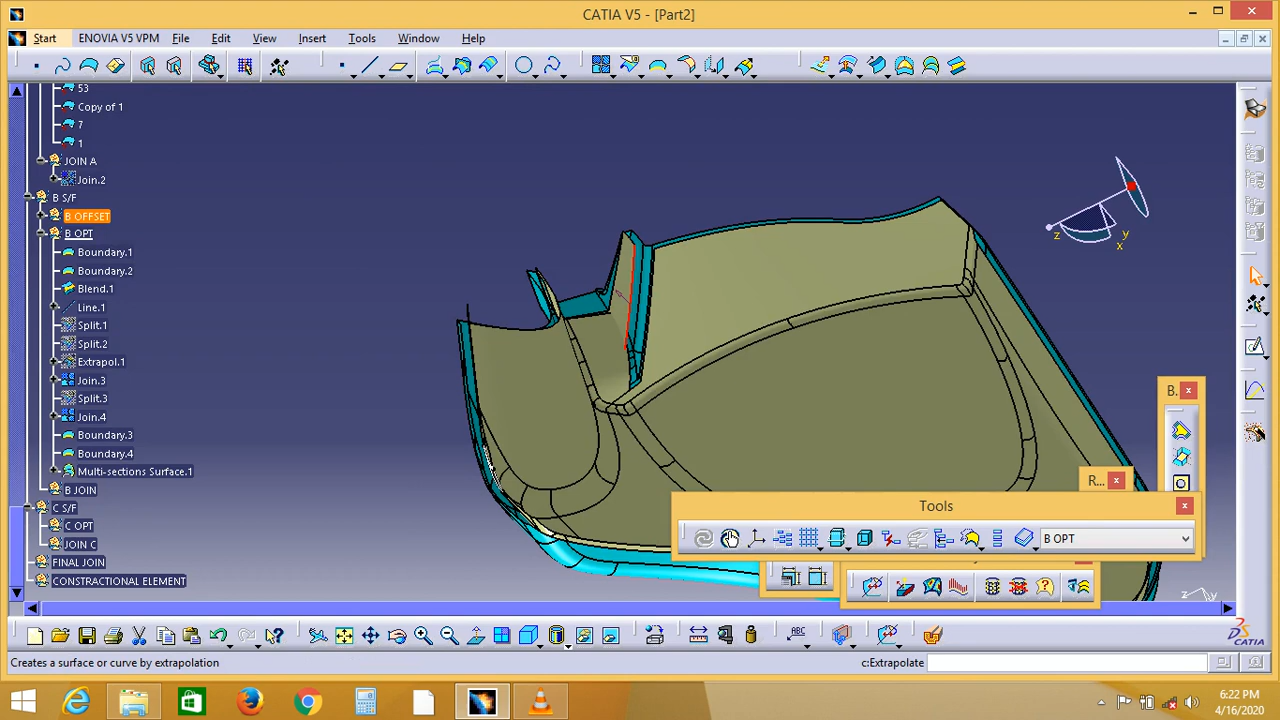 CATIA V5 - [Part2]
Start
ENOVIA V5 VPM
File
Edit
View
Insert
Tools
Window
Help
53
Copy of 1
7
1
JOIN A
Join.2
B S/F
B OFFSET
B OPT
Boundary.1
Boundary.2
Blend.1
Line.1
Split.1
Split.2
Extrapol.1
Join.3
Split.3
Join.4
Boundary.3
Boundary.4
Multi-sections Surface.1
B JOIN
C S/F
C OPT
JOIN C
FINAL JOIN
CONSTRACTIONAL ELEMENT
z
y
x
B.
R...
Tools
B OPT
ABC
CATIA
Creates a surface or curve by extrapolation
c:Extrapolate
6:22 PM
4/16/2020